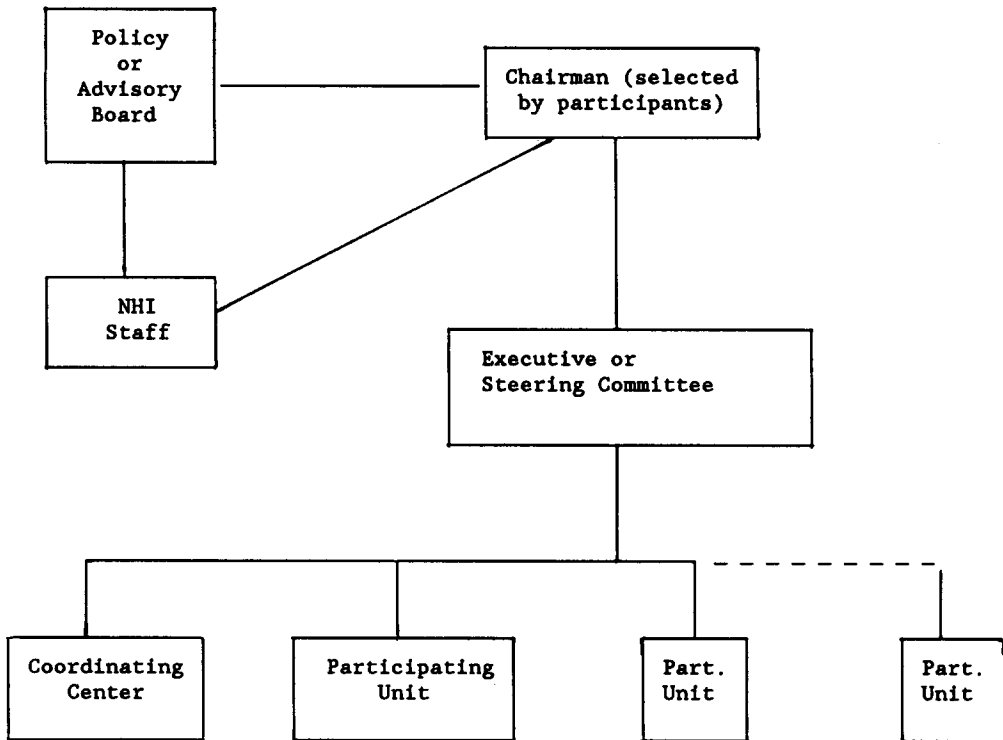 Policy
or
Advisory
Board
Chairman (selected
by participants)
NHI
Staff
Executive or
Steering Committee
Coordinating
Center
Participating
Unit
Part.
Unit
Part.
Unit